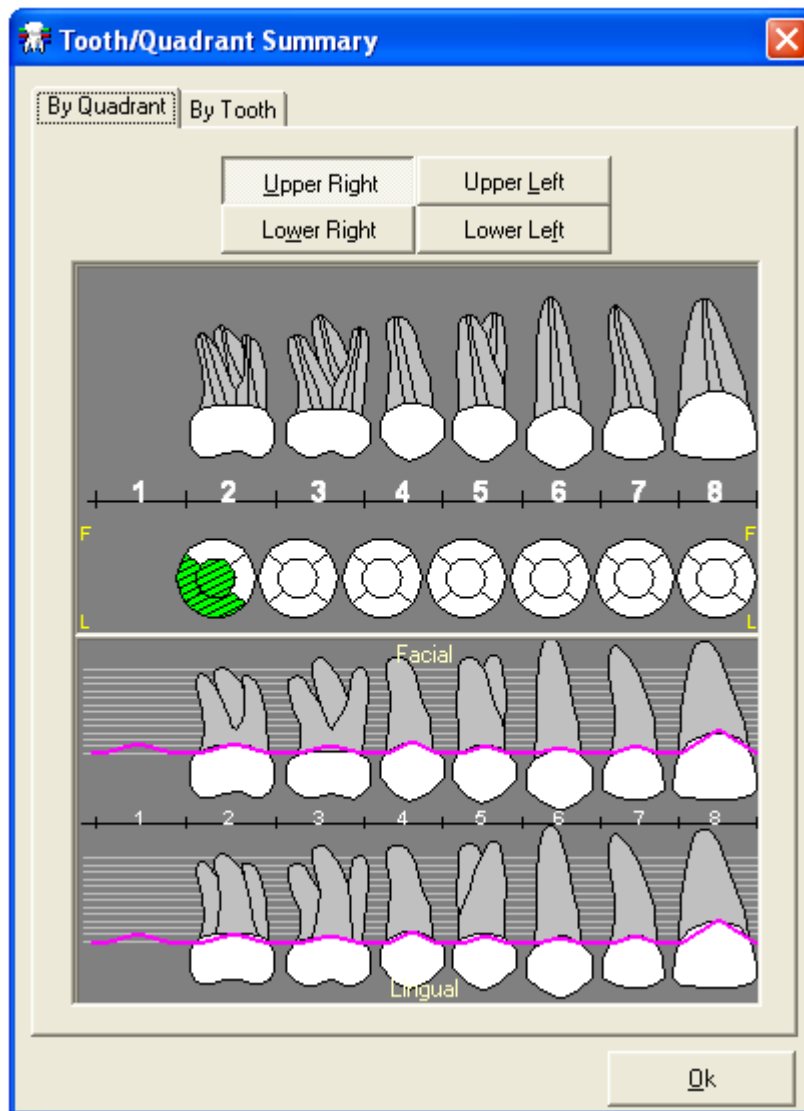 Tooth/Quadrant Summary
By Quadrant By Tooth
Upper Right Upper Left
Lower Right Lower Left
1 2 3 4 5 6 7 8
F F
L L
Facial
1 2 3 4 5 6 7 8
Lingual
Ok